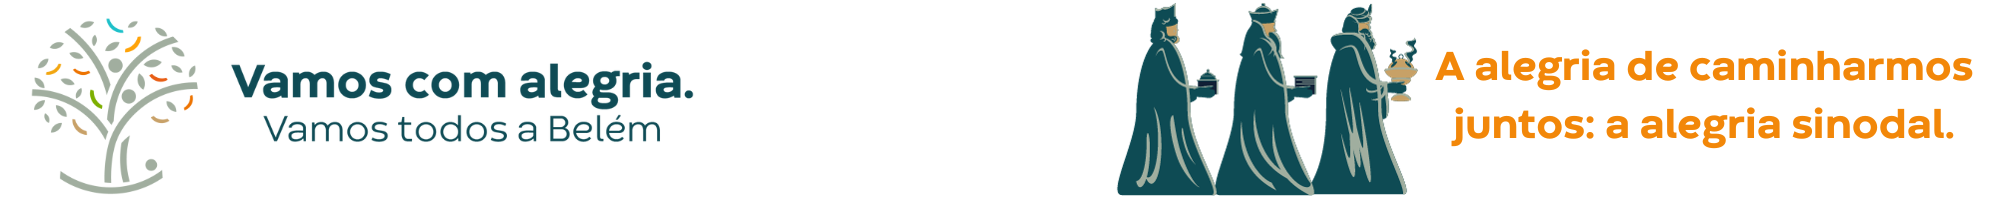 Vamos com alegria.
Vamos todos a Belém
A alegria de caminharmos
juntos: a alegria sinodal.